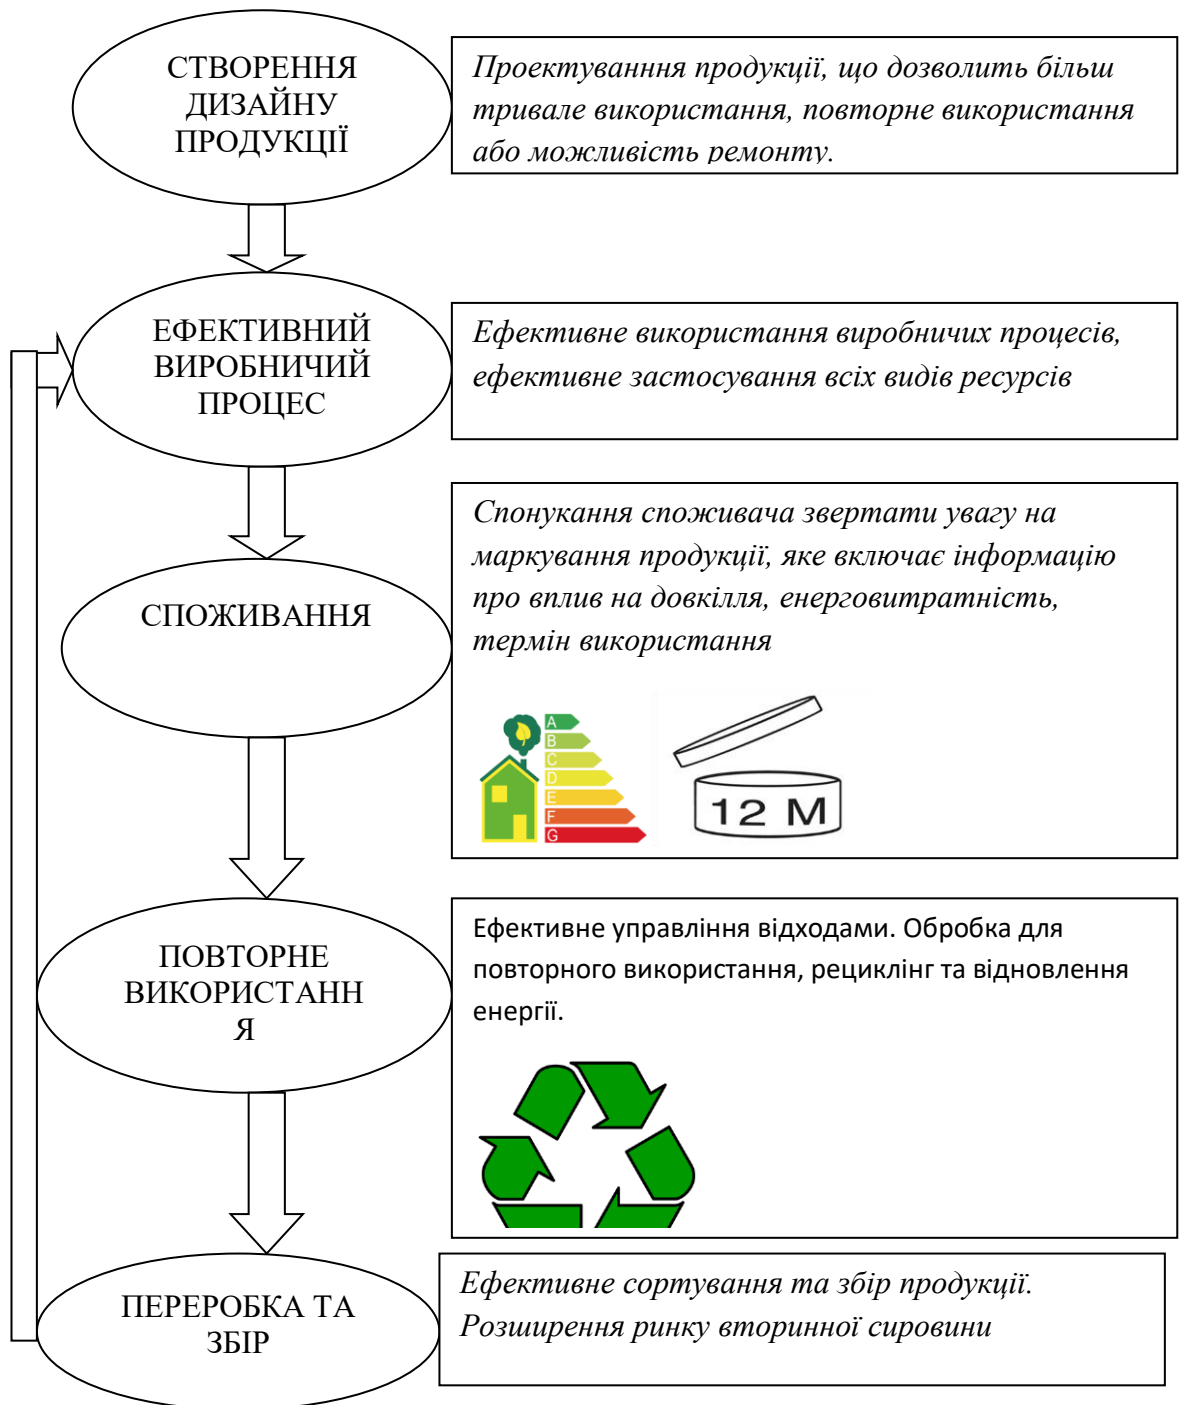 СТВОРЕННЯ
ДИЗАЙНУ
ПРОДУКЦІЇ
Проектуванння продукції, що дозволить більш
тривале використання, повторне використання
або можливість ремонту.
ЕФЕКТИВНИЙ
ВИРОБНИЧИЙ
ПРОЦЕС
Ефективне використання виробничих процесів,
ефективне застосування всіх видів ресурсів
СПОЖИВАННЯ
Спонукання споживача звертати увагу на
маркування продукції, яке включає інформацію
про вплив на довкілля, енерговитратність,
термін використання
A
B
C
D
E
F
G
12 M
ПОВТОРНЕ
ВИКОРИСТАНН
Я
Ефективне управління відходами. Обробка для
повторного використання, рециклінг та відновлення
енергії.
ПЕРЕРОБКА ТА
ЗБІР
Ефективне сортування та збір продукції.
Розширення ринку вторинної сировини